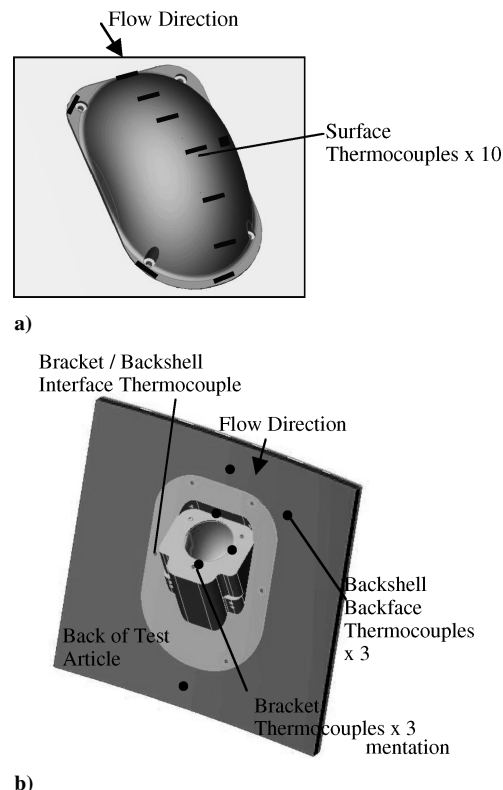 Flow Direction
Surface
Thermocouples x 10
a)
Bracket / Backshell
Interface Thermocouple
Flow Direction
Backshell
Backface
Thermocouples
x 3
Back of Test
Article
Bracket
Thermocouples x 3
mentation
b)